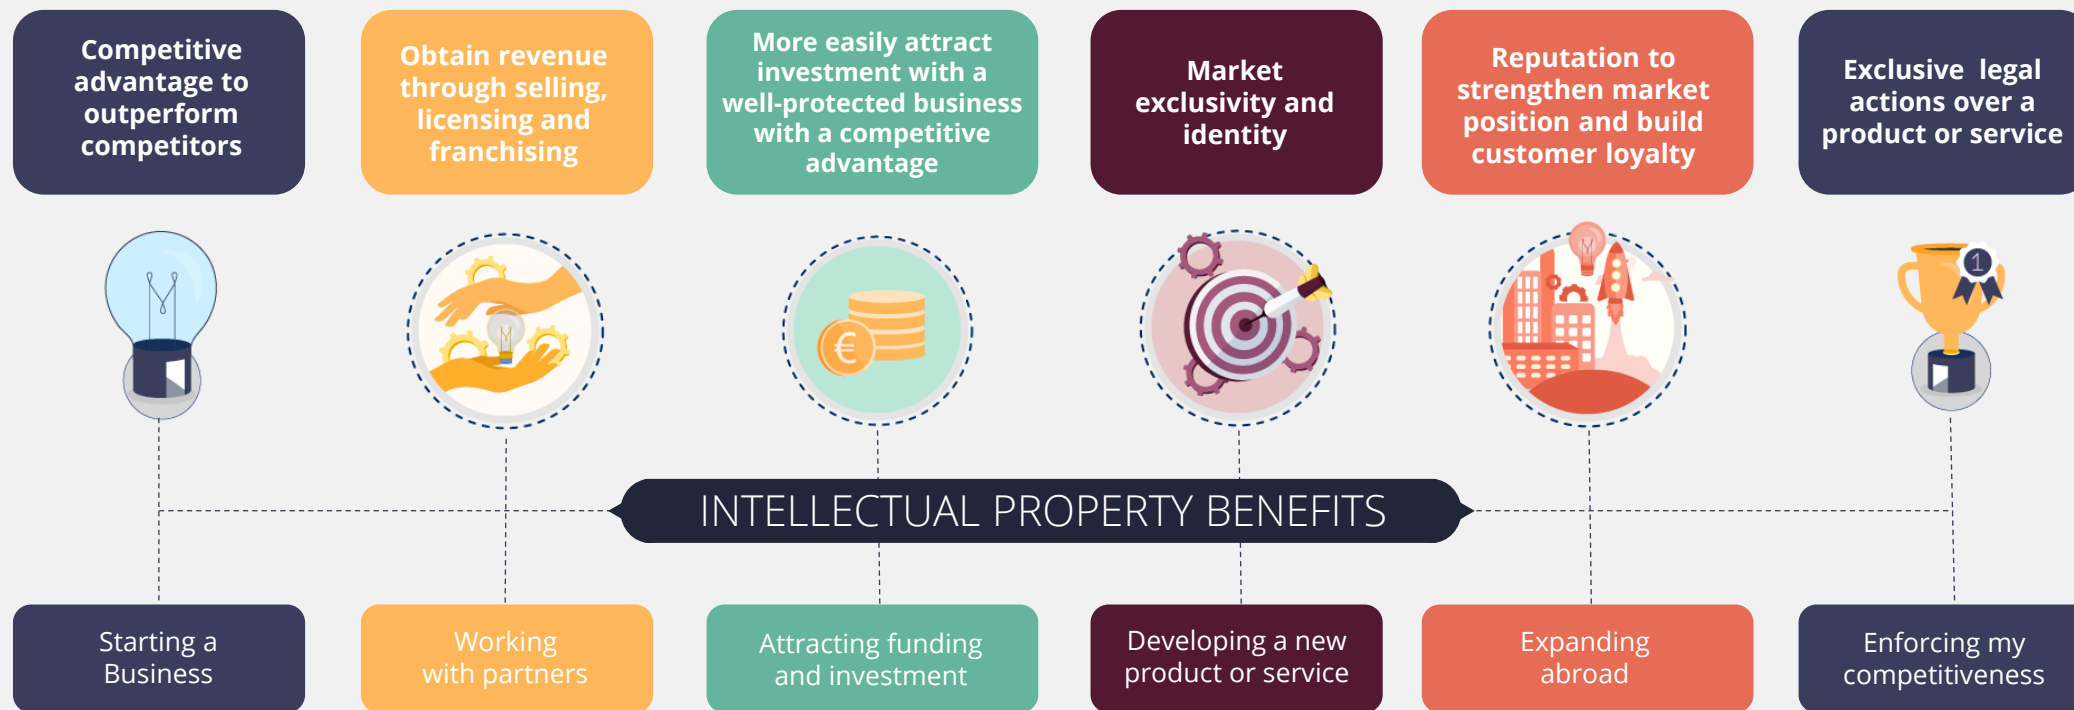 Competitive
advantage to
outperform
competitors
Obtain revenue
through selling,
licensing and
franchising
More easily attract
investment with a
well-protected business
with a competitive
advantage
Market
exclusivity and
identity
Reputation to
strengthen market
position and build
customer loyalty
Exclusive legal
actions over a
product or service
€
1
INTELLECTUAL PROPERTY BENEFITS
Starting a
Business
Working
with partners
Attracting funding
and investment
Developing a new
product or service
Expanding
abroad
Enforcing my
competitiveness